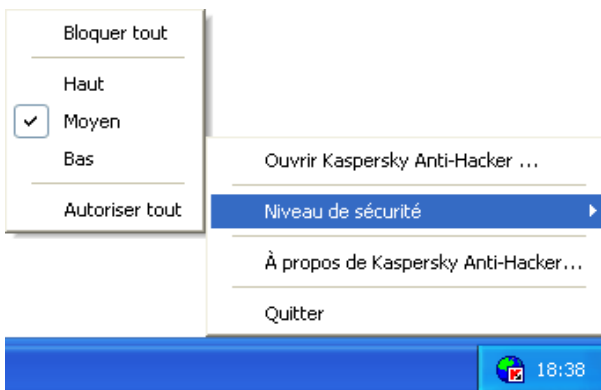 Bloquer tout
Haut
Moyen
Bas
Autoriser tout
Ouvrir Kaspersky Anti-Hacker ...
Niveau de sécurité
À propos de Kaspersky Anti-Hacker...
Quitter
18:38